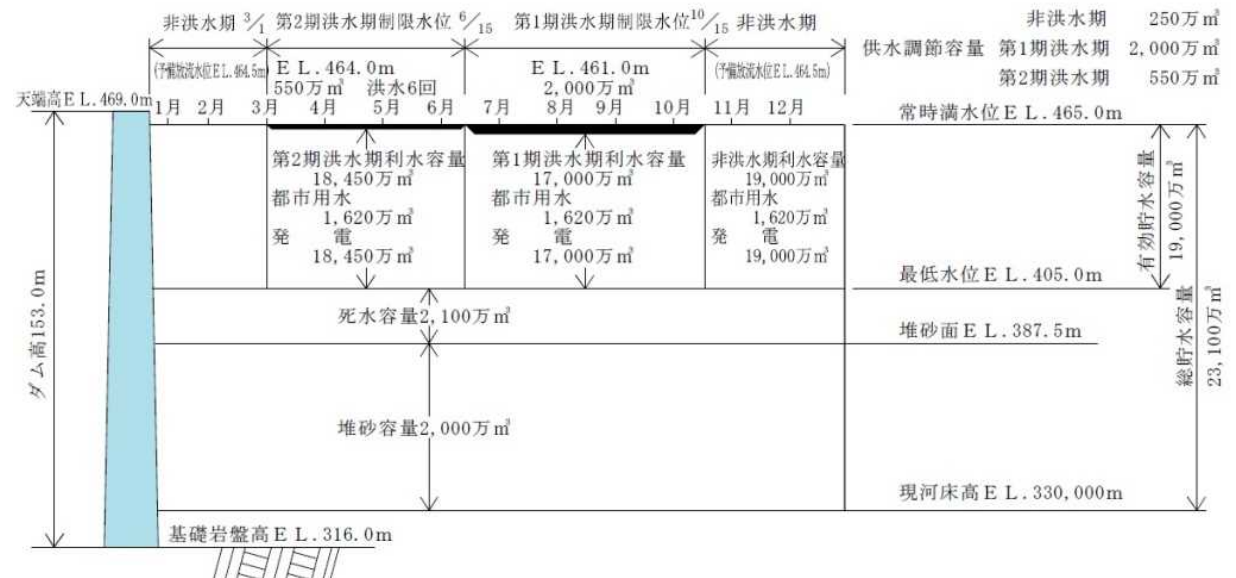 非洪水期 3/1 第2期洪水期制限水位 6/15 第1期洪水期制限水位 10/15 非洪水期
(予備放流水位EL.464.5m)
EL.464.0m
550万㎥ 洪水6回
EL.461.0m
2,000万㎥
(予備放流水位EL.464.5m)
非洪水期 250万㎥
供水調節容量 第1期洪水期 2,000万㎥
第2期洪水期 550万㎥
天端高EL.469.0m
1月 2月 3月 4月 5月 6月 7月 8月 9月 10月 11月 12月
常時満水位EL.465.0m
第2期洪水期利水容量
18,450万㎥
都市用水
1,620万㎥
発 電
18,450万㎥
第1期洪水期利水容量
17,000万㎥
都市用水
1,620万㎥
発 電
17,000万㎥
非洪水期利水容量
19,000万㎥
都市用水
1,620万㎥
発 電
19,000万㎥
有効貯水容量
19,000万㎥
最低水位EL.405.0m
死水容量2,100万㎥
堆砂面EL.387.5m
総貯水容量
23,100万㎥
ダム高153.0m
堆砂容量2,000万㎥
現河床高EL.330,000m
基礎岩盤高EL.316.0m